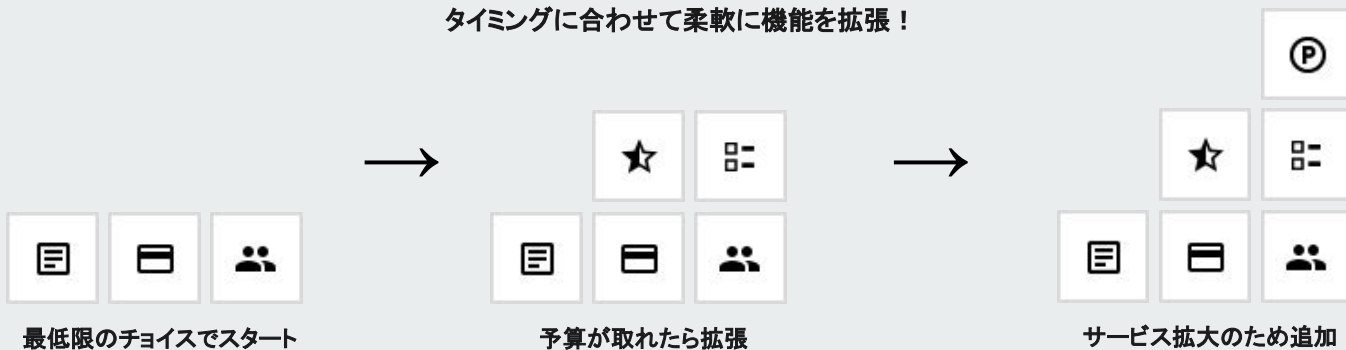 タイミングに合わせて柔軟に機能を拡張！
P
最低限のチョイスでスタート
予算が取れたら拡張
サービス拡大のため追加